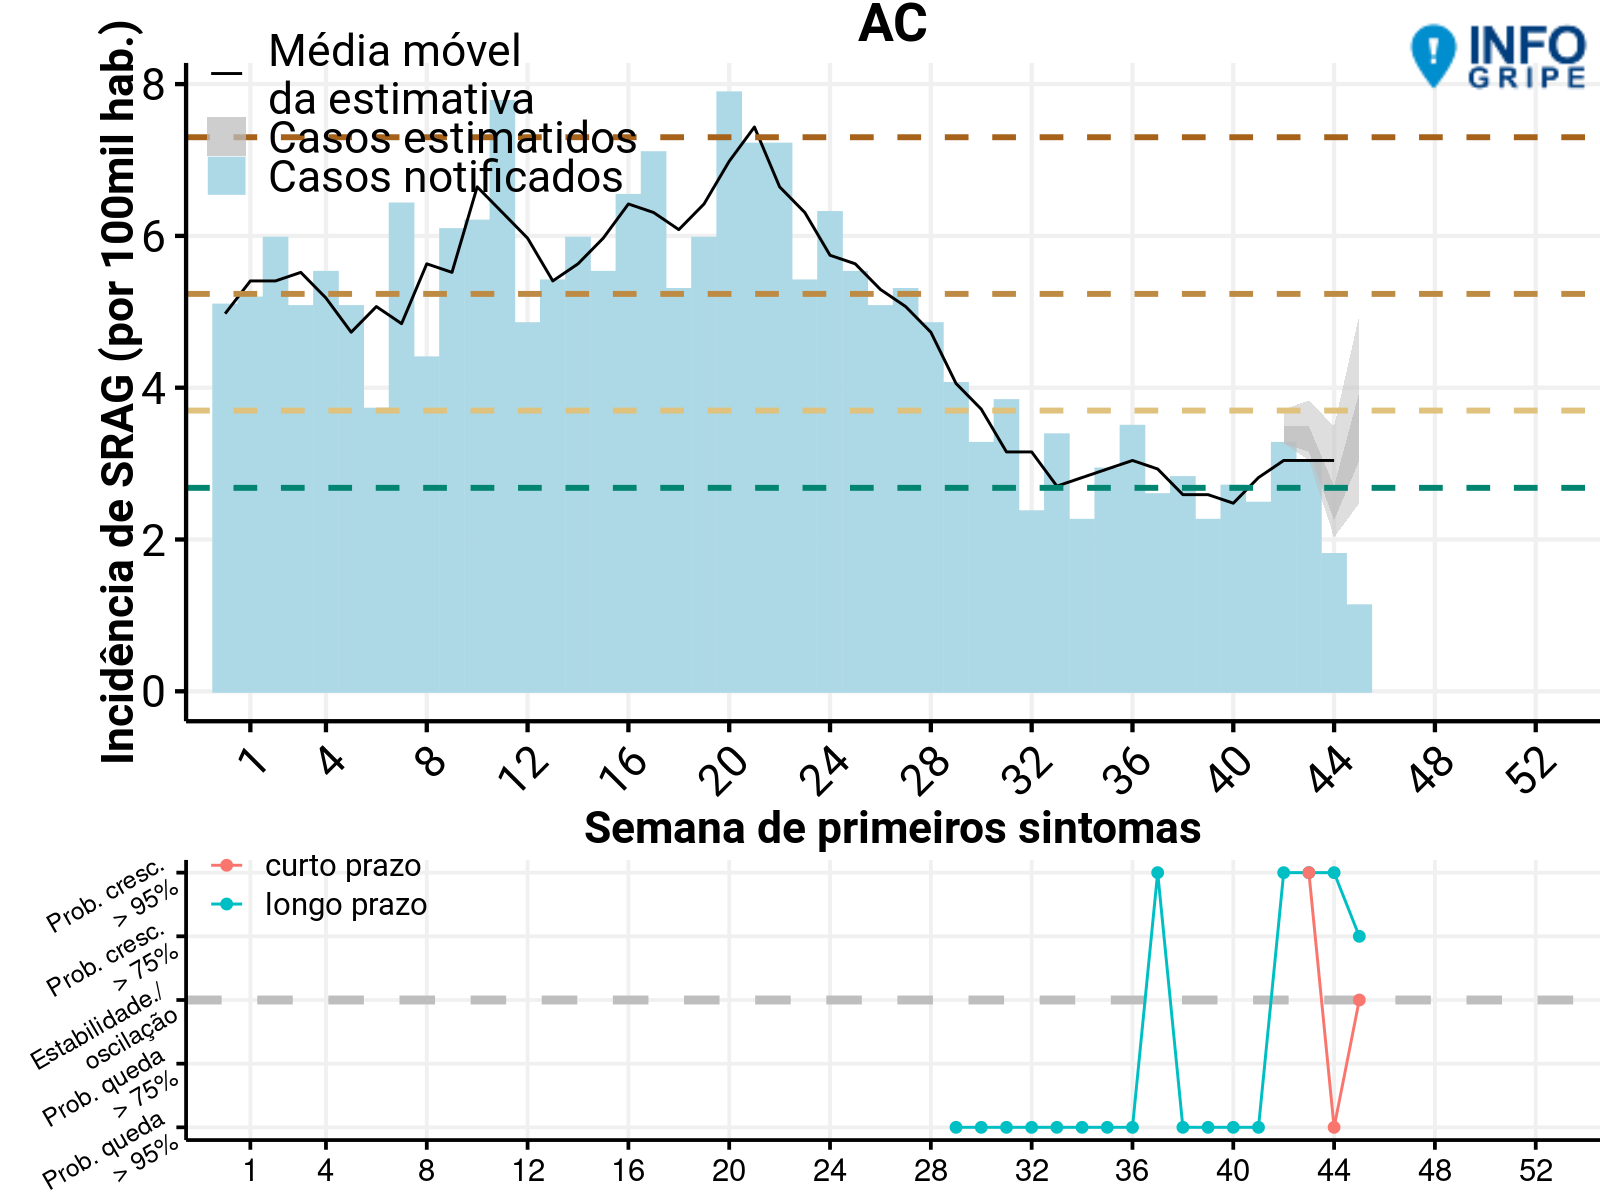 AC
INFO
GRIPE
Média móvel
da estimativa
Casos estimatidos
Casos notificados
Incidência de SRAG (por 100mil hab.)
8
6
4
2
0
1 4 8 12 16 20 24 28 32 36 40 44 48 52
Semana de primeiros sintomas
curto prazo
longo prazo
Prob. cresc.
> 95%
Prob. cresc.
> 75%
Estabilidade./
oscilação
Prob. queda
> 75%
Prob. queda
> 95%
1 4 8 12 16 20 24 28 32 36 40 44 48 52